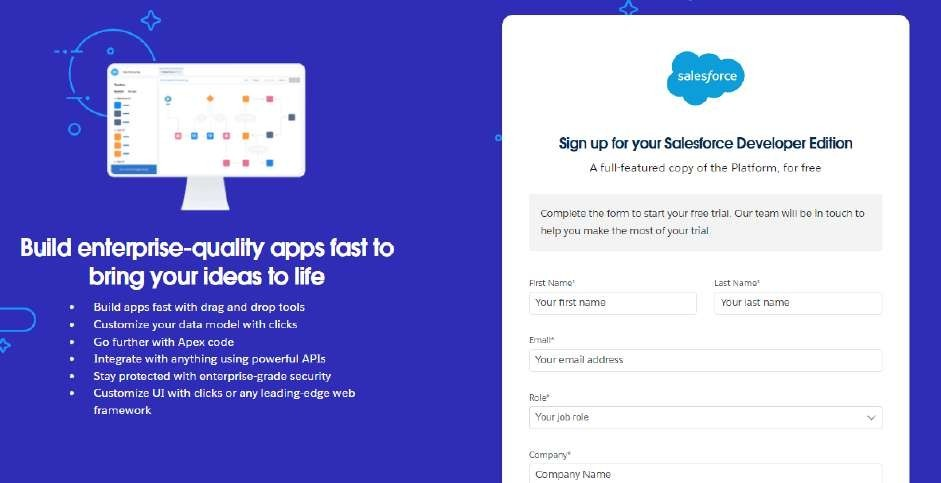 Build enterprise-quality apps fast to
bring your ideas to life
Build apps fast with drag and drop tools
Customize your data model with clicks
Go further with Apex code
Integrate with anything using powerful APIs
Stay protected with enterprise-grade security
Customize UI with clicks or any leading-edge web
framework
salesforce
Sign up for your Salesforce Developer Edition
A full-featured copy of the Platform, for free
Complete the form to start your free trial. Our team will be in touch to
help you make the most of your trial.
First Name*
Last Name*
Your first name
Your last name
Email*
Your email address
Role*
Your job role
Company*
Company Name